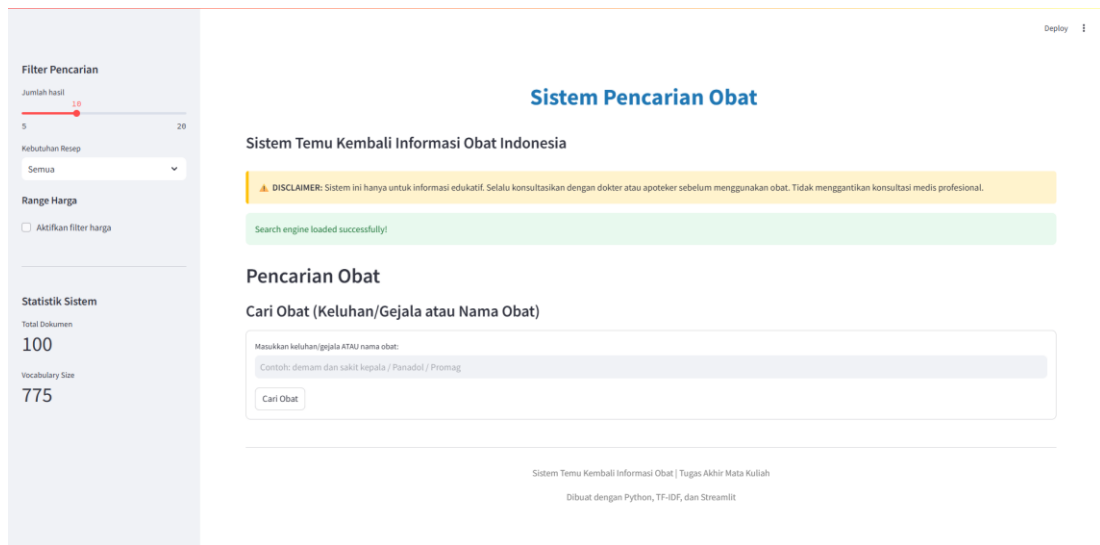 Deploy
Filter Pencarian
Jumlah hasil
10
5 20
Kebutuhan Resep
Semua
Range Harga
Aktifkan filter harga
Statistik Sistem
Total Dokumen
100
Vocabulary Size
775
Sistem Pencarian Obat
Sistem Temu Kembali Informasi Obat Indonesia
⚠️ DISCLAIMER: Sistem ini hanya untuk informasi edukatif. Selalu konsultasikan dengan dokter atau apoteker sebelum menggunakan obat. Tidak menggantikan konsultasi medis profesional.
Search engine loaded successfully!
Pencarian Obat
Cari Obat (Keluhan/Gejala atau Nama Obat)
Masukkan keluhan/gejala ATAU nama obat:
Contoh: demam dan sakit kepala / Panadol / Promag
Cari Obat
Sistem Temu Kembali Informasi Obat | Tugas Akhir Mata Kuliah
Dibuat dengan Python, TF-IDF, dan Streamlit